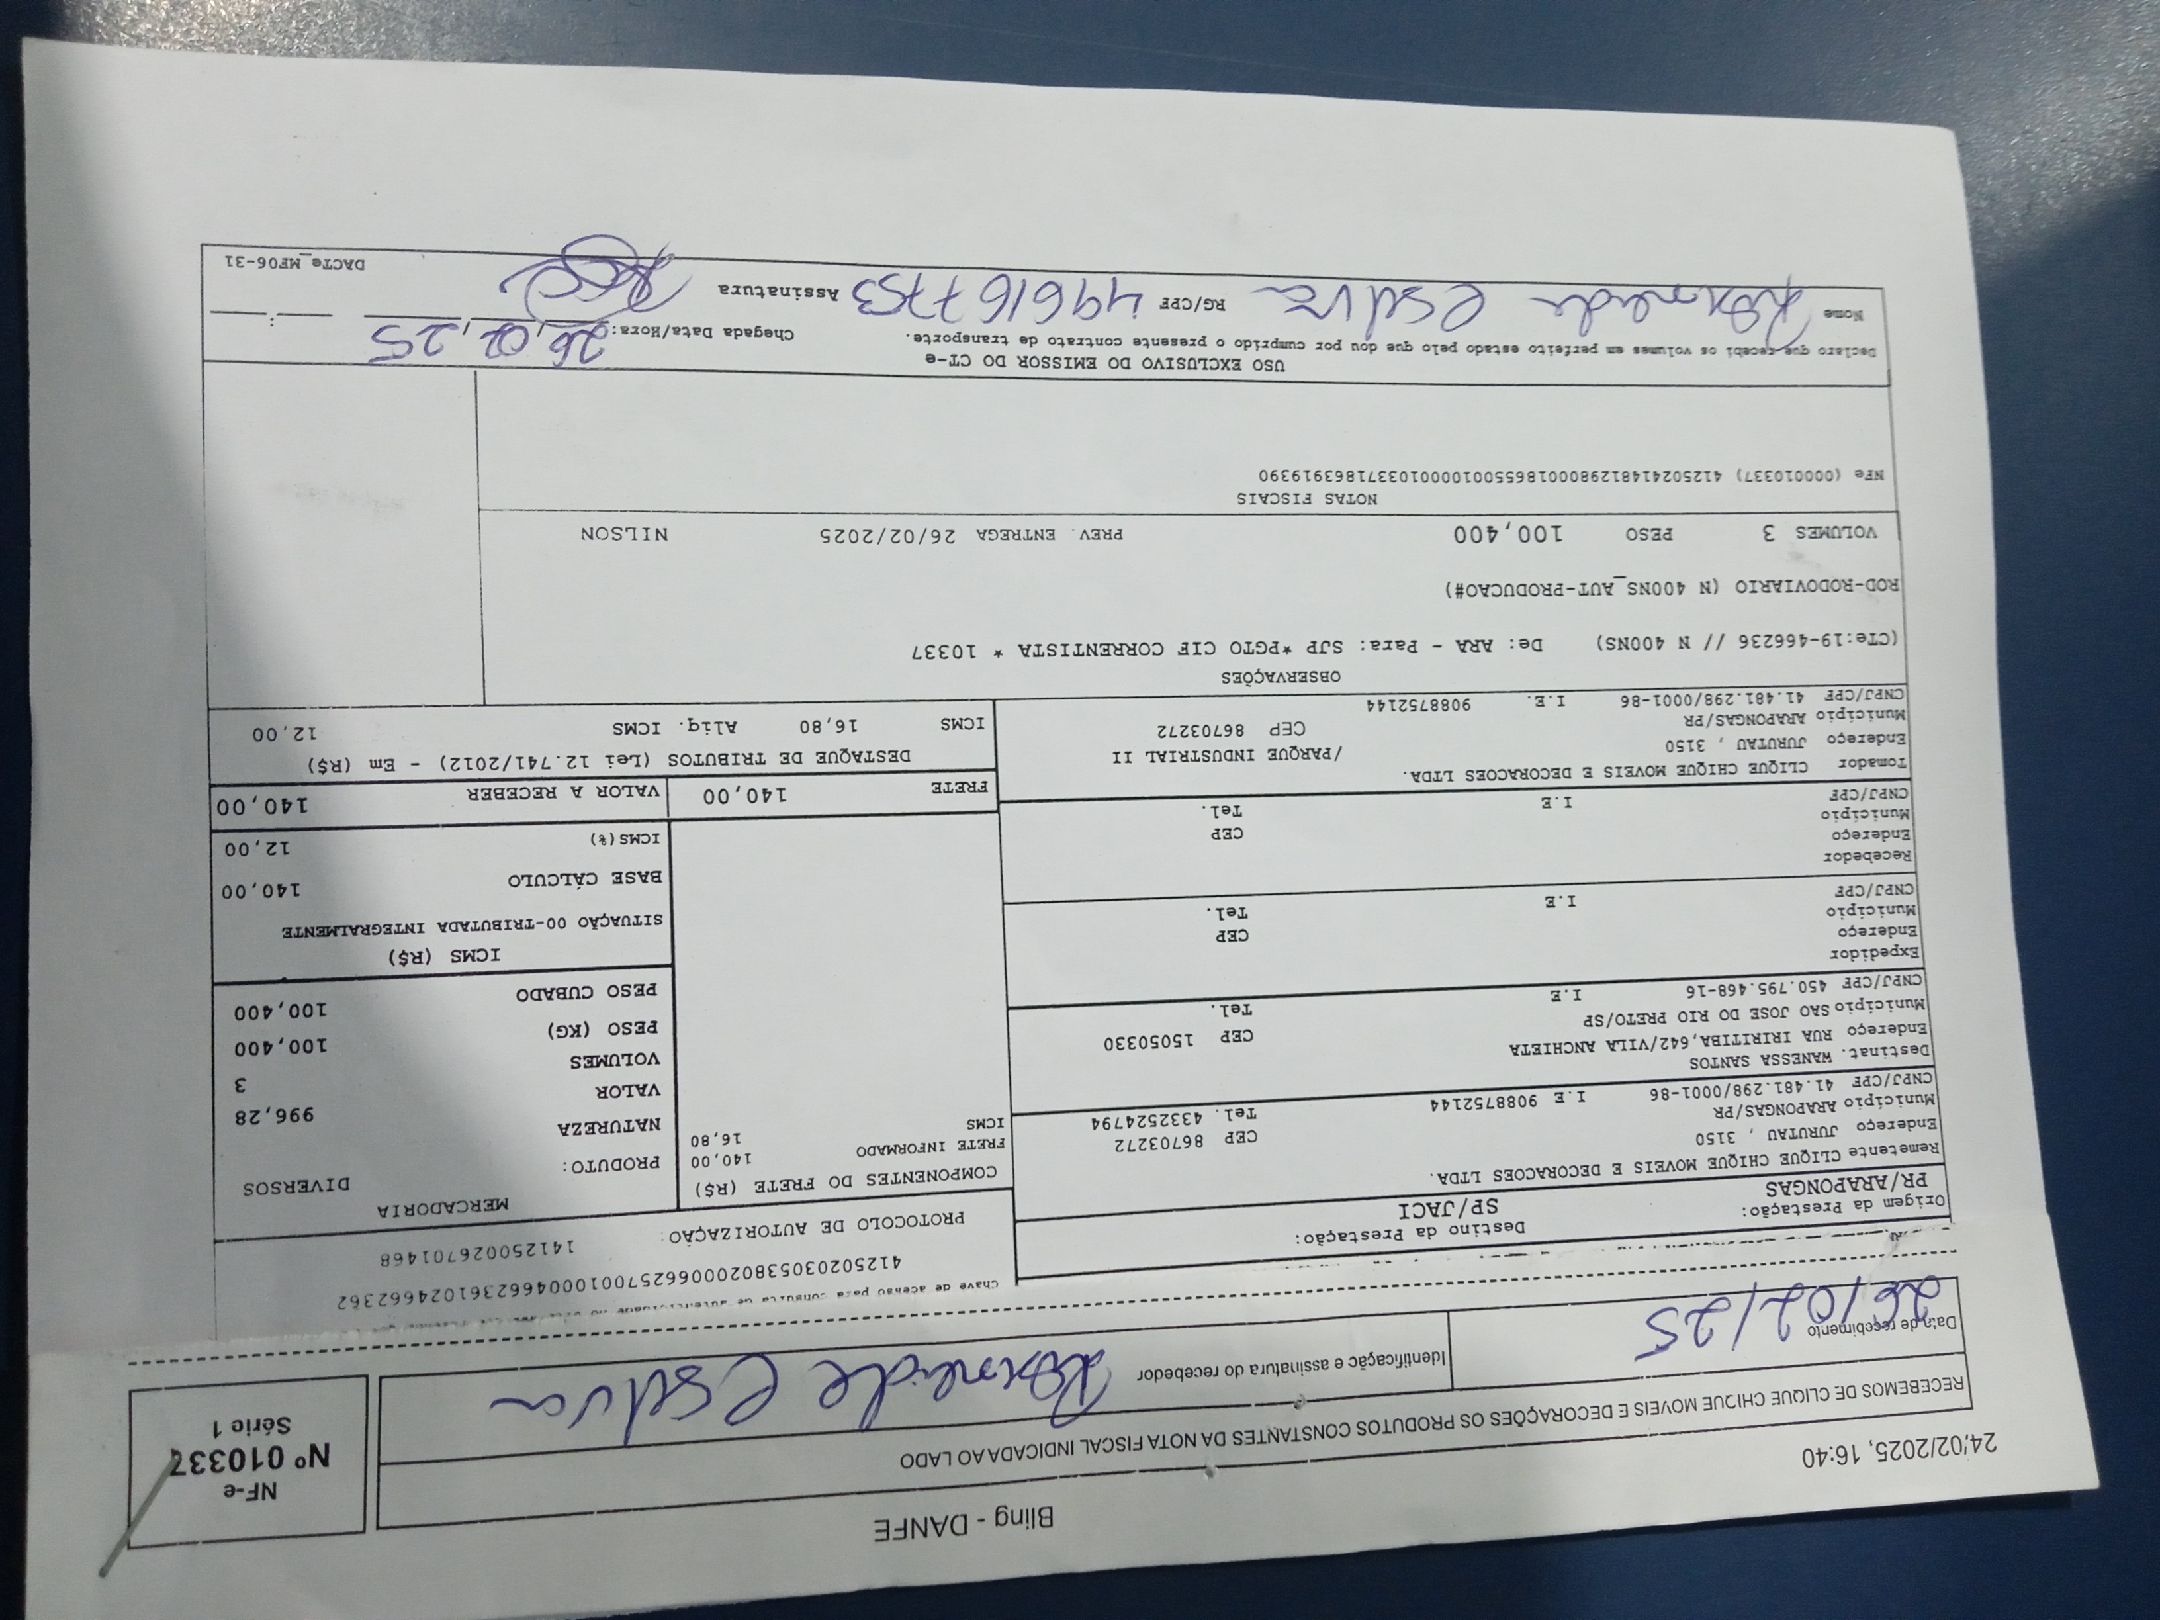 24/02/2025, 16:40
Bling - DANFE
RECEBEMOS DE CLIQUE CHIQUE MOVEIS E DECORAÇÕES OS PRODUTOS CONSTANTES DA NOTA FISCAL INDICADA AO LADO
Data de recebimento
26/02/25
Identificação e assinatura do recebedor
NF-e
Nº 010337
Série 1
Chave de acesso para consulta de autenticidade
41250203053802000662570010004662361024662362
PROTOCOLO DE AUTORIZAÇÃO:
141250026701468
Origem da Prestação:
PR/ARAPONGAS
Destino da Prestação:
SP/JACI
Remetente CLIQUE CHIQUE MOVEIS E DECORACOES LTDA.
Endereço JURUTAU , 3150
Município ARAPONGAS/PR CEP 86703272
CNPJ/CPF 41.481.298/0001-86 I.E 9088752144 Tel. 4332524794
Destinat. WANESSA SANTOS
Endereço RUA IRIRITIBA,642/VILA ANCHIETA
Município SAO JOSE DO RIO PRETO/SP CEP 15050330
CNPJ/CPF 450.795.468-16 I.E Tel.
Expedidor
Endereço
Município CEP
CNPJ/CPF I.E Tel.
Recebedor
Endereço
Município CEP
CNPJ/CPF I.E Tel.
Tomador CLIQUE CHIQUE MOVEIS E DECORACOES LTDA.
Endereço JURUTAU , 3150 /PARQUE INDUSTRIAL II
Município ARAPONGAS/PR CEP 86703272
CNPJ/CPF 41.481.298/0001-86 I.E. 9088752144
COMPONENTES DO FRETE (R$)
FRETE INFORMADO 140,00
ICMS 16,80
MERCADORIA
PRODUTO: DIVERSOS
NATUREZA
VALOR 996,28
VOLUMES 3
PESO (KG) 100,400
PESO CUBADO 100,400
ICMS (R$)
SITUAÇÃO 00-TRIBUTADA INTEGRALMENTE
BASE CÁLCULO 140,00
ICMS(%) 12,00
FRETE 140,00 VALOR A RECEBER 140,00
DESTAQUE DE TRIBUTOS (Lei 12.741/2012) - Em (R$)
ICMS 16,80 Aliq. ICMS 12,00
OBSERVAÇÕES
(CTe:19-466236 // N 400NS) De: ARA - Para: SJP *PGTO CIF CORRENTISTA * 10337
ROD-RODOVIARIO (N 400NS_AUT-PRODUCAO#)
VOLUMES 3 PESO 100,400 PREV. ENTREGA 26/02/2025 NILSON
NOTAS FISCAIS
NFe (000010337) 41250241481298000186550010000103371863919390
USO EXCLUSIVO DO EMISSOR DO CT-e
Declaro que recebi os volumes em perfeito estado pelo que dou por cumprido o presente contrato de transporte.
Chegada Data/Hora: 26,02,25 __:__
Nome RG/CPF 496167753 Assinatura
DACTe_MF06-31